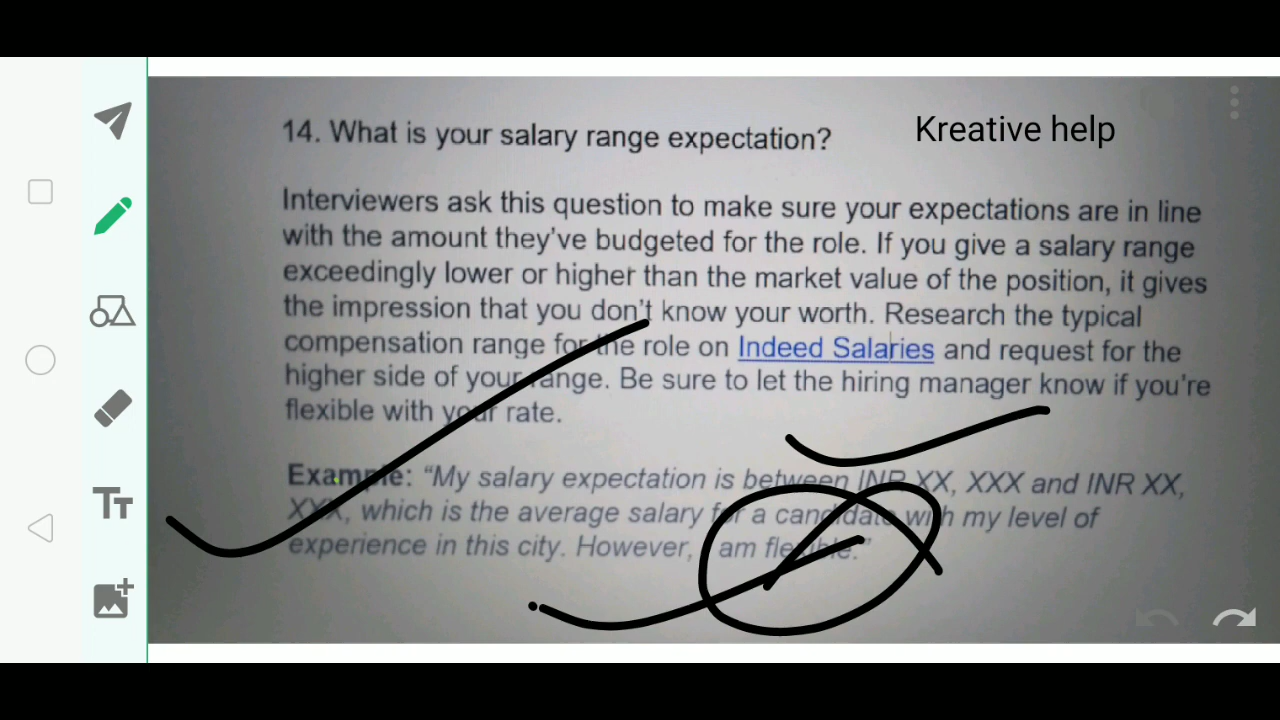 14. What is your salary range expectation?
Kreative help
Interviewers ask this question to make sure your expectations are in line
with the amount they've budgeted for the role. If you give a salary range
exceedingly lower or higher than the market value of the position, it gives
the impression that you don't know your worth. Research the typical
compensation range for the role on Indeed Salaries and request for the
higher side of your range. Be sure to let the hiring manager know if you're
flexible with your rate.
Example: “My salary expectation is between INR XX, XXX and INR XX,
XXX, which is the average salary for a candidate with my level of
experience in this city. However, I am flexible.”
TT